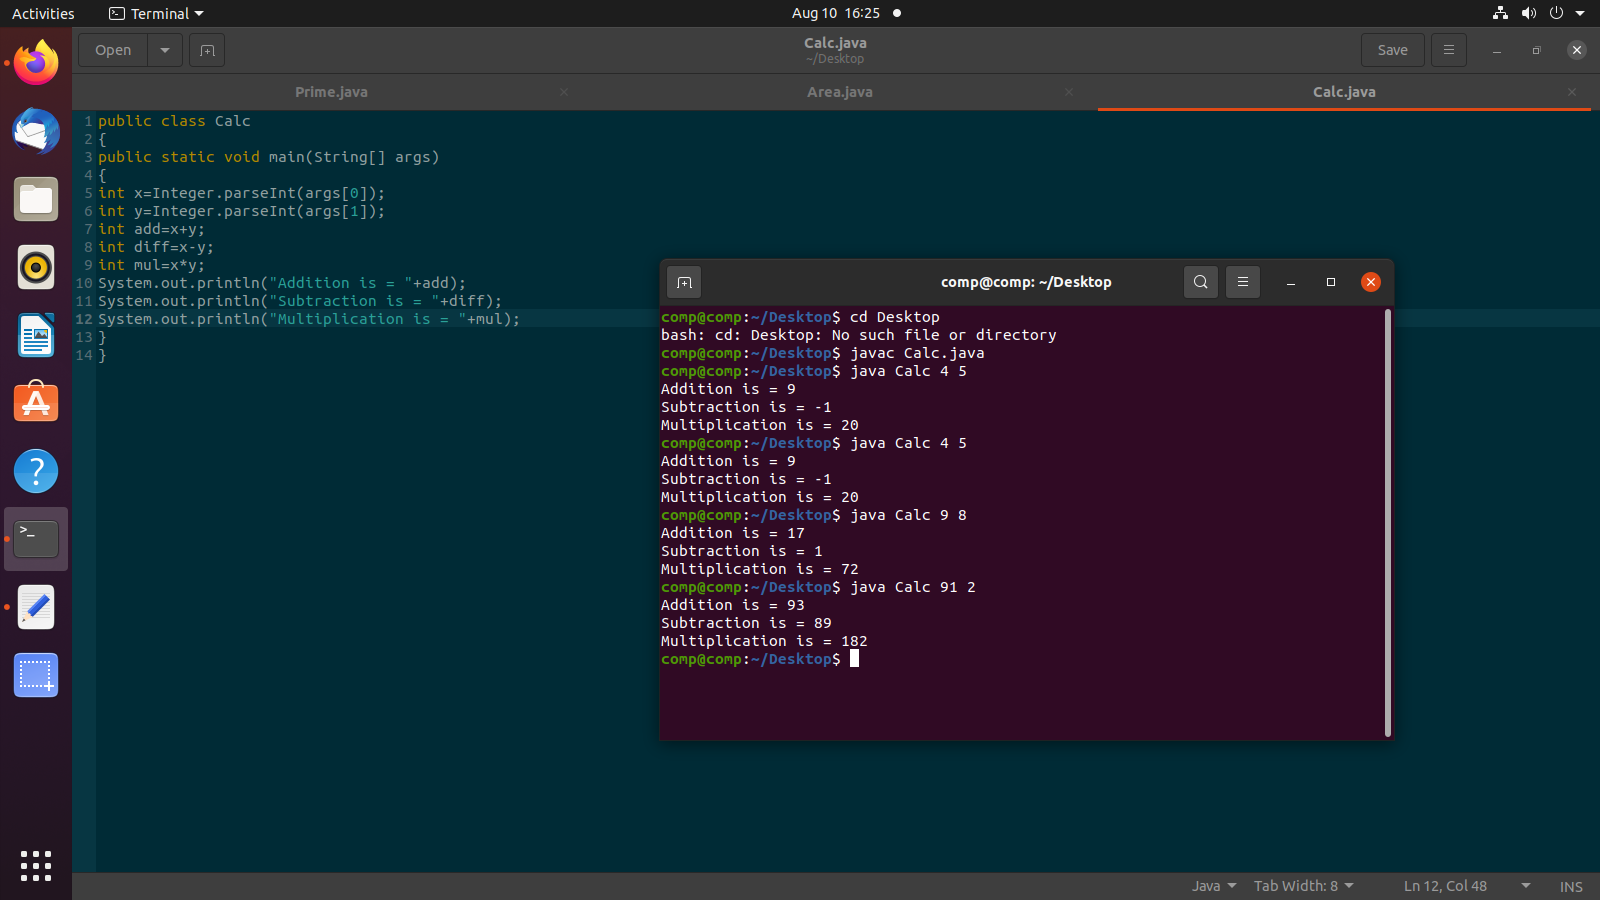 Activities
Terminal
Aug 10 16:25
Open
Calc.java
~/Desktop
Save
Prime.java
Area.java
Calc.java
1 public class Calc
2 {
3 public static void main(String[] args)
4 {
5 int x=Integer.parseInt(args[0]);
6 int y=Integer.parseInt(args[1]);
7 int add=x+y;
8 int diff=x-y;
9 int mul=x*y;
10 System.out.println("Addition is = "+add);
11 System.out.println("Subtraction is = "+diff);
12 System.out.println("Multiplication is = "+mul);
13 }
14 }
comp@comp: ~/Desktop
comp@comp:~/Desktop$ cd Desktop
bash: cd: Desktop: No such file or directory
comp@comp:~/Desktop$ javac Calc.java
comp@comp:~/Desktop$ java Calc 4 5
Addition is = 9
Subtraction is = -1
Multiplication is = 20
comp@comp:~/Desktop$ java Calc 4 5
Addition is = 9
Subtraction is = -1
Multiplication is = 20
comp@comp:~/Desktop$ java Calc 9 8
Addition is = 17
Subtraction is = 1
Multiplication is = 72
comp@comp:~/Desktop$ java Calc 91 2
Addition is = 93
Subtraction is = 89
Multiplication is = 182
comp@comp:~/Desktop$
Java
Tab Width: 8
Ln 12, Col 48
INS